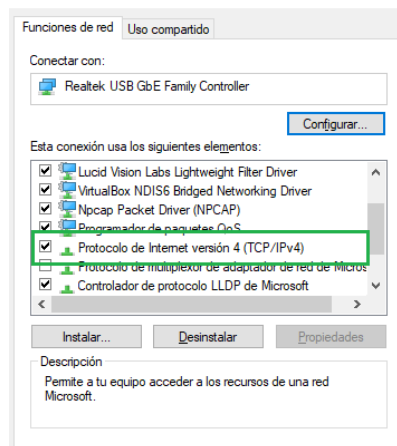 Funciones de red Uso compartido
Conectar con:
Realtek USB GbE Family Controller
Configurar...
Esta conexión usa los siguientes elementos:
Lucid Vision Labs Lightweight Filter Driver
VirtualBox NDIS6 Bridged Networking Driver
Npcap Packet Driver (NPCAP)
Programador de paquetes QoS
Protocolo de Internet versión 4 (TCP/IPv4)
Protocolo de multiplexor de adaptador de red de Micros
Controlador de protocolo LLDP de Microsoft
Instalar... Desinstalar Propiedades
Descripción
Permite a tu equipo acceder a los recursos de una red
Microsoft.